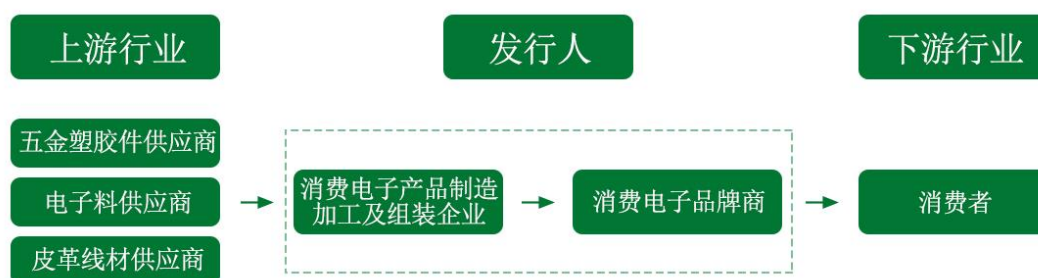 上游行业
发行人
下游行业
五金塑胶件供应商
电子料供应商
皮革线材供应商
消费电子产品制造
加工及组装企业
消费电子品牌商
消费者